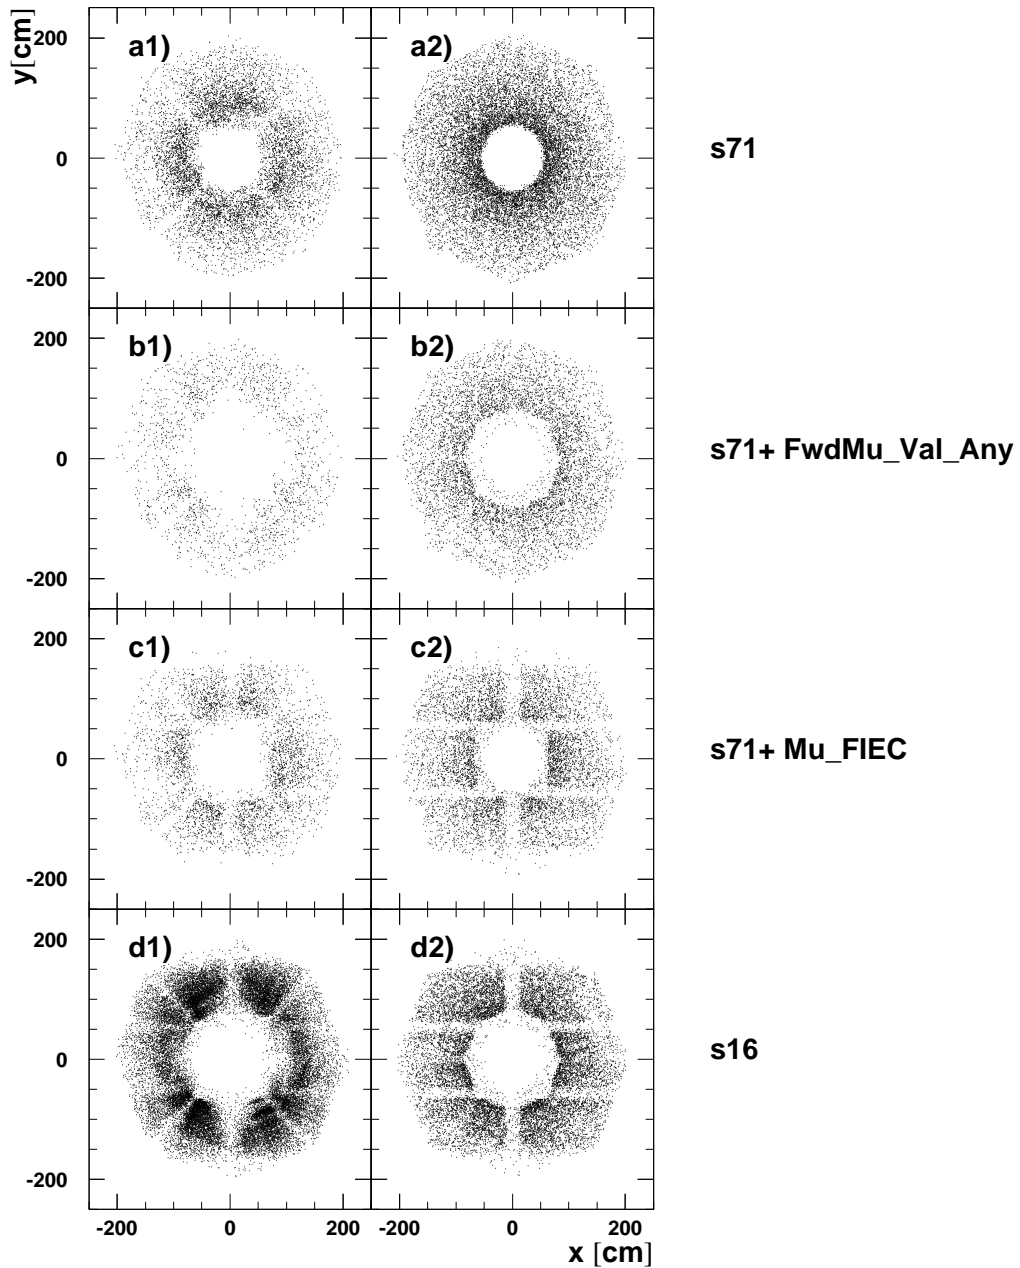 y[cm]
200
0
-200
a1)
a2)
s71
200
0
-200
b1)
b2)
s71+ FwdMu_Val_Any
200
0
-200
c1)
c2)
s71+ Mu_FIEC
200
0
-200
d1)
d2)
s16
-200 0 200 -200 0 200
x [cm]